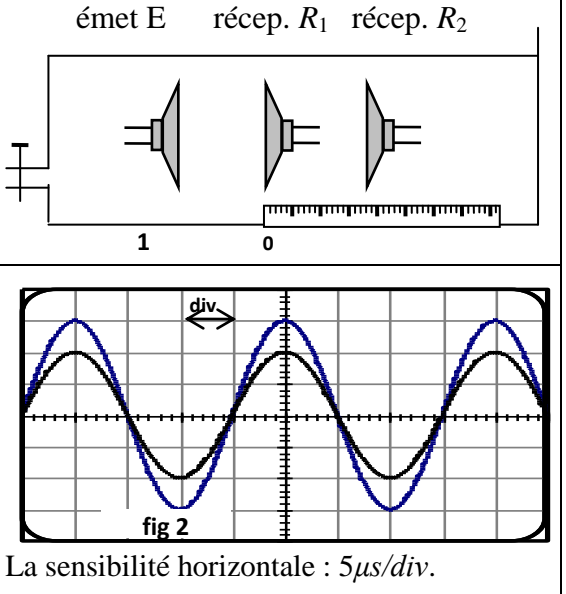 émet E récep. R₁ récep. R₂
1 0
div
fig 2
La sensibilité horizontale : 5μs/div.